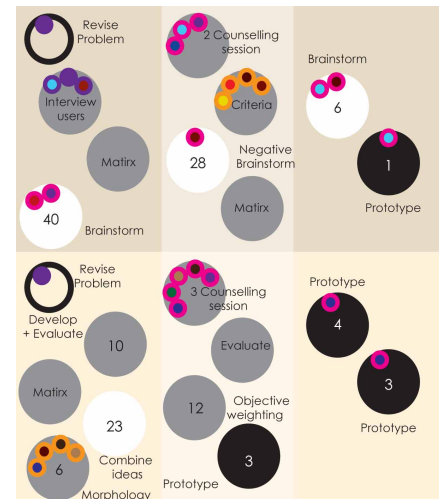 Revise
Problem
Interview
users
Matirx
40
Brainstorm
2 Counselling
session
Criteria
28
Negative
Brainstorm
Matirx
Brainstorm
6
1
Prototype
Revise
Problem
Develop
+ Evaluate
10
Matirx
23
Combine
ideas
6
Morphology
3 Counselling
session
Evaluate
12
Objective
weighting
3
Prototype
Prototype
4
3
Prototype